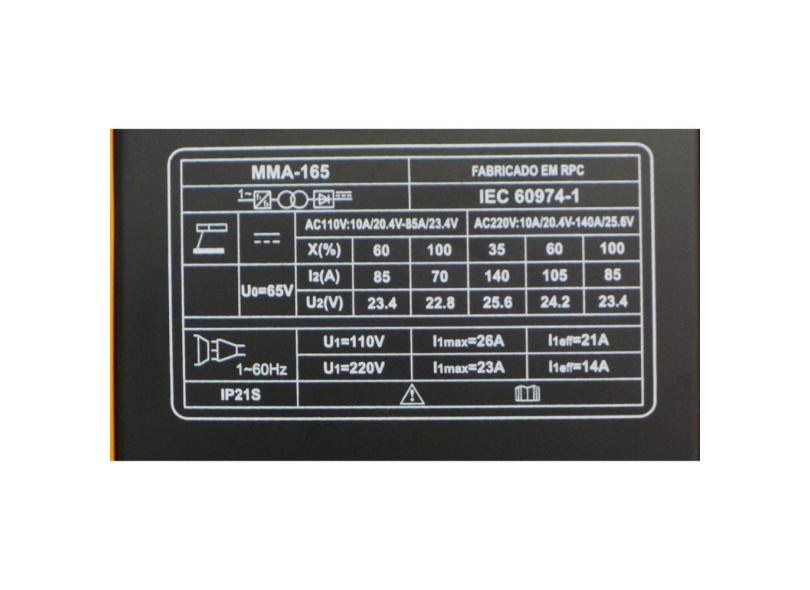 MMA-165 FABRICADO EM RPC
1~ IEC 60974-1
AC110V:10A/20.4V-85A/23.4V AC220V:10A/20.4V-140A/25.6V
X(%) 60 100 35 60 100
I2(A) 85 70 140 105 85
U0=65V
U2(V) 23.4 22.8 25.6 24.2 23.4
U1=110V I1max=26A I1eff=21A
1~60Hz
U1=220V I1max=23A I1eff=14A
IP21S